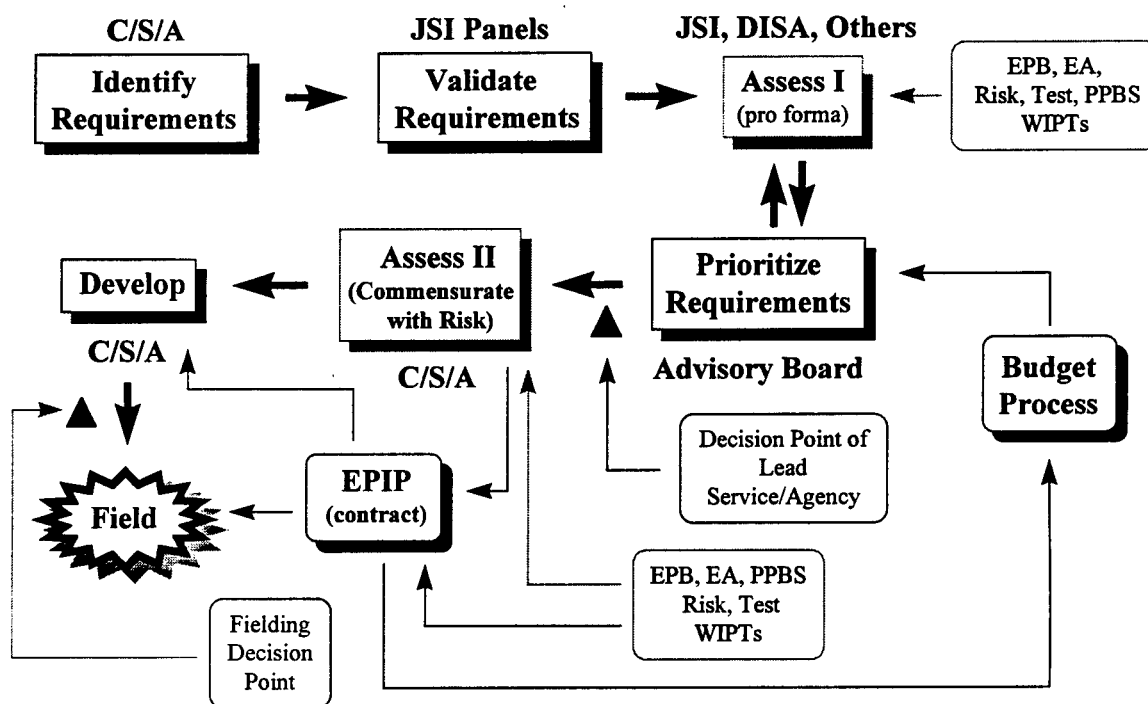 C/S/A
Identify
Requirements
JSI Panels
Validate
Requirements
JSI, DISA, Others
Assess I
(pro forma)
EPB, EA,
Risk, Test, PPBS
WIPTs
Develop
C/S/A
Assess II
(Commensurate
with Risk)
C/S/A
Prioritize
Requirements
Advisory Board
Budget
Process
Decision Point of
Lead
Service/Agency
Field
EPIP
(contract)
EPB, EA, PPBS
Risk, Test
WIPTs
Fielding
Decision
Point